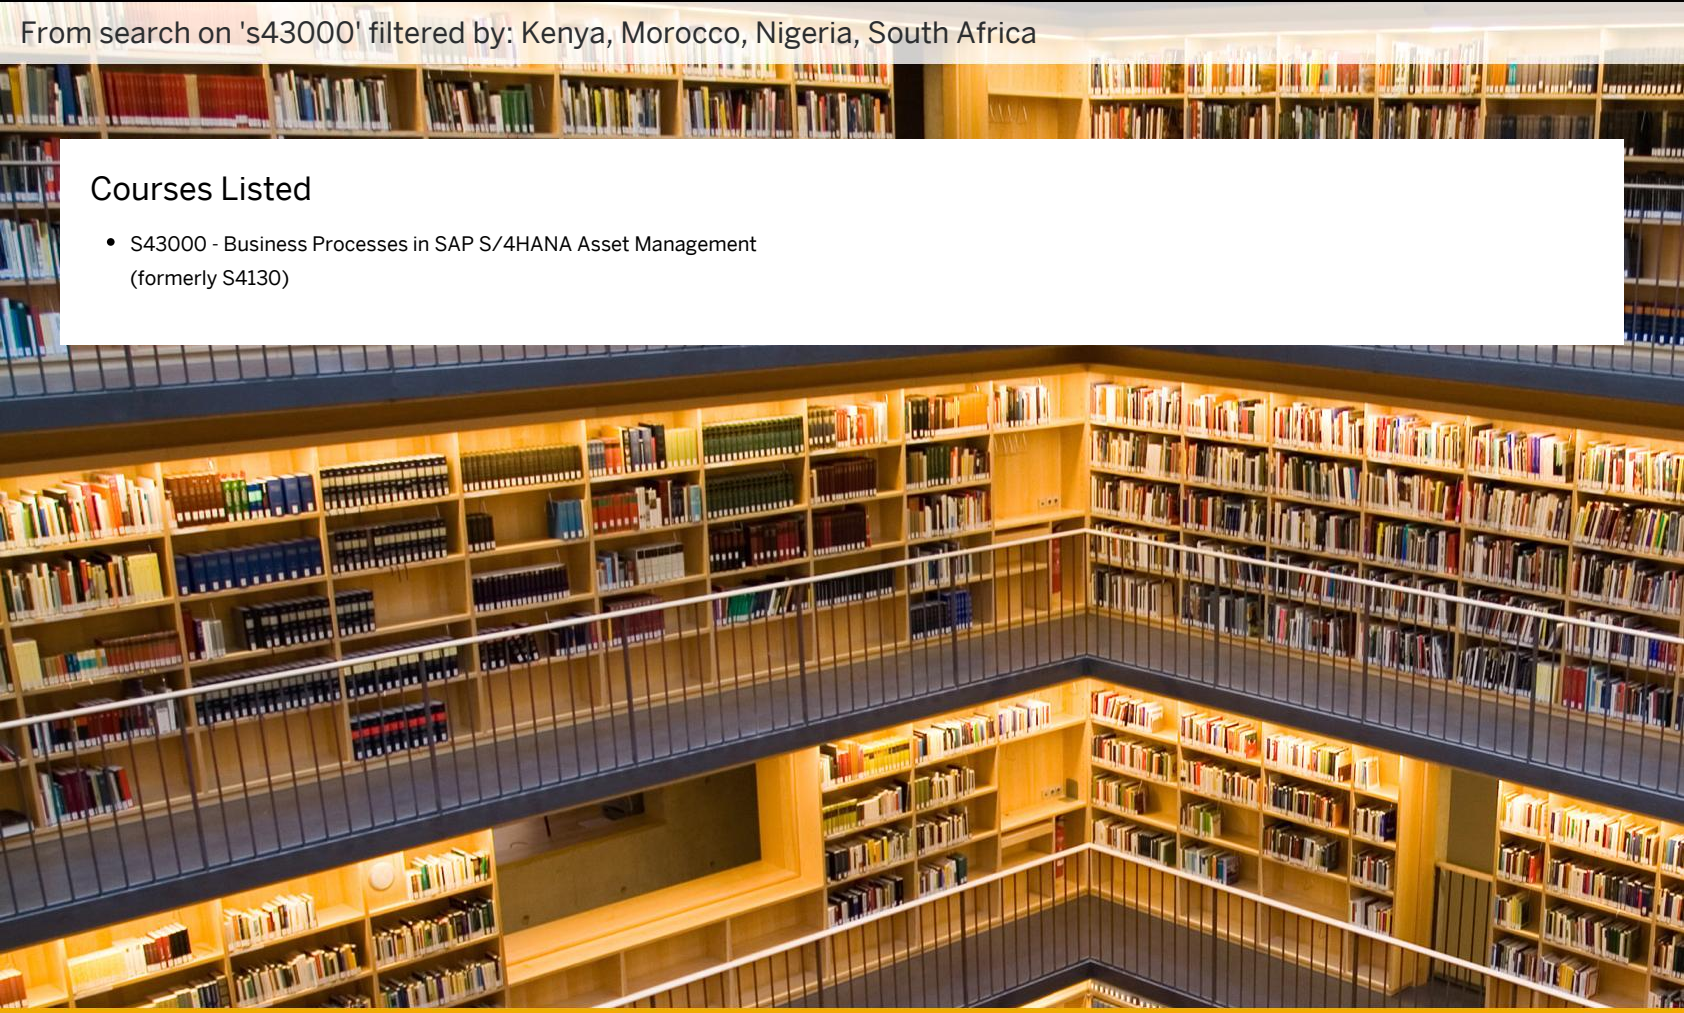 From search on 's43000' filtered by: Kenya, Morocco, Nigeria, South Africa
Courses Listed
• S43000 - Business Processes in SAP S/4HANA Asset Management
(formerly S4130)